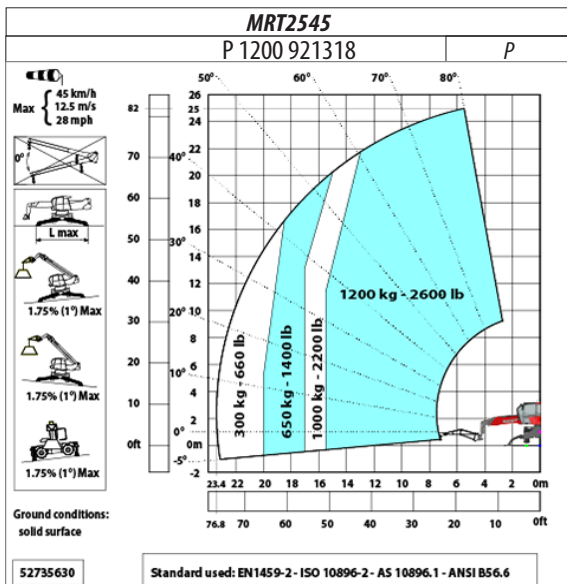 MRT2545
P 1200 921318 P
Max 45 km/h
12.5 m/s
28 mph
0°
L max
1.75% (1°) Max
1.75% (1°) Max
1.75% (1°) Max
Ground conditions:
solid surface
50° 60° 70° 80°
40°
30°
20°
10°
0°
-5°
82
70
60
50
40
30
20
10
0ft
26
25
24
22
20
18
16
14
12
10
8
6
4
2
0m
-2
300 kg - 660 lb
650 kg - 1400 lb
1000 kg - 2200 lb
1200 kg - 2600 lb
23.4 22 20 18 16 14 12 10 8 6 4 2 0m
76.8 70 60 50 40 30 20 10 0ft
52735630
Standard used: EN1459-2 - ISO 10896-2 - AS 10896.1 - ANSI B56.6